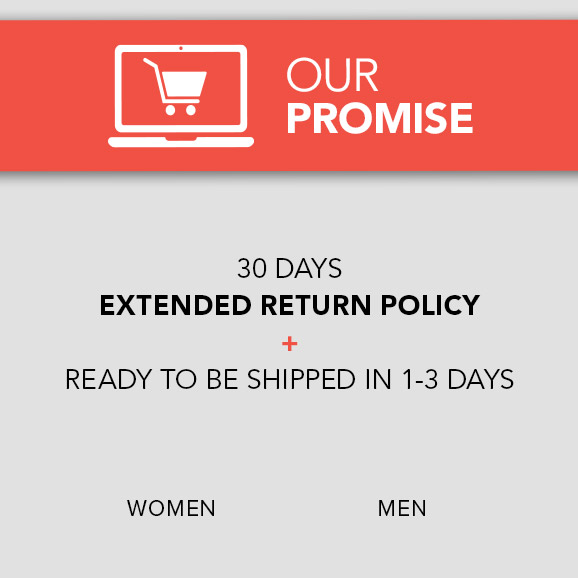 OUR
PROMISE
30 DAYS
EXTENDED RETURN POLICY
+
READY TO BE SHIPPED IN 1-3 DAYS
WOMEN MEN